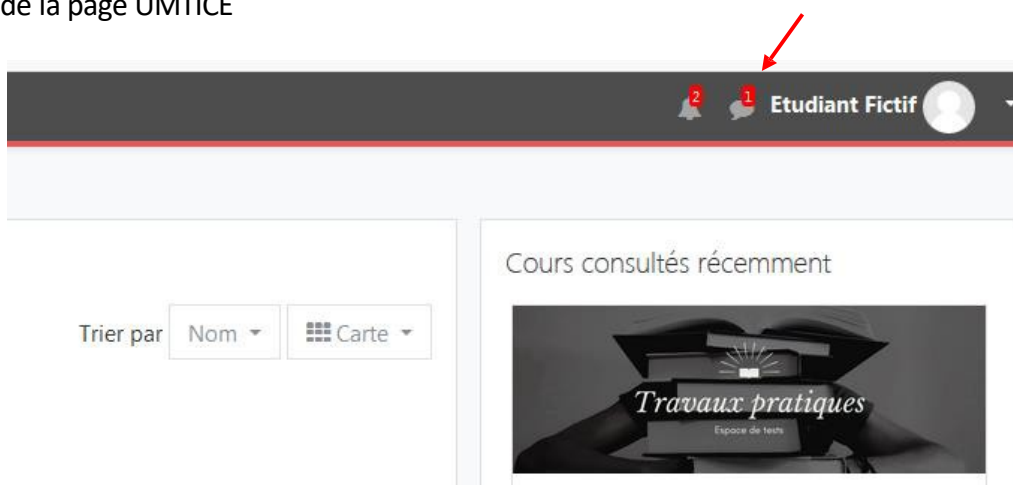 de la page UMTICE
2 1 Etudiant Fictif
Cours consultés récemment
Trier par Nom Carte
Travaux pratiques
Espace de tests